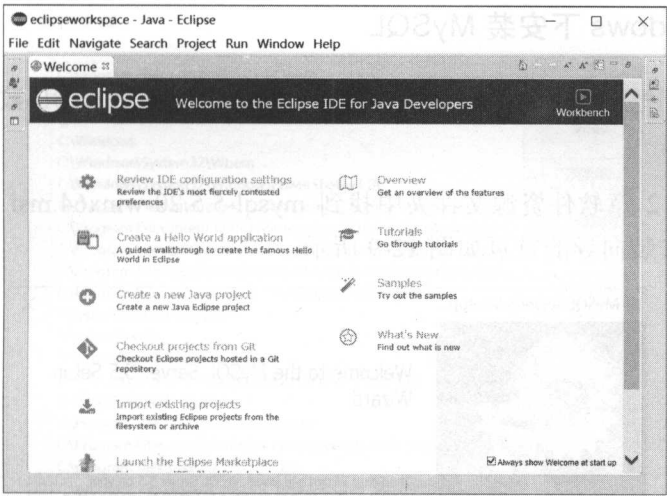 eclipseworkspace - Java - Eclipse
File Edit Navigate Search Project Run Window Help
Welcome
eclipse
Welcome to the Eclipse IDE for Java Developers
Workbench
Review IDE configuration settings
Review the IDE's most fiercely contested
preferences
Create a Hello World application
A guided walkthrough to create the famous Hello
World in Eclipse
Create a new Java project
Create a new Java Eclipse project
Checkout projects from Git
Checkout Eclipse projects hosted in a Git
repository
Import existing projects
Import existing Eclipse projects from the
filesystem or archive
Launch the Eclipse Marketplace
Overview
Get an overview of the features
Tutorials
Go through tutorials
Samples
Try out the samples
What's New
Find out what is new
Always show Welcome at start up